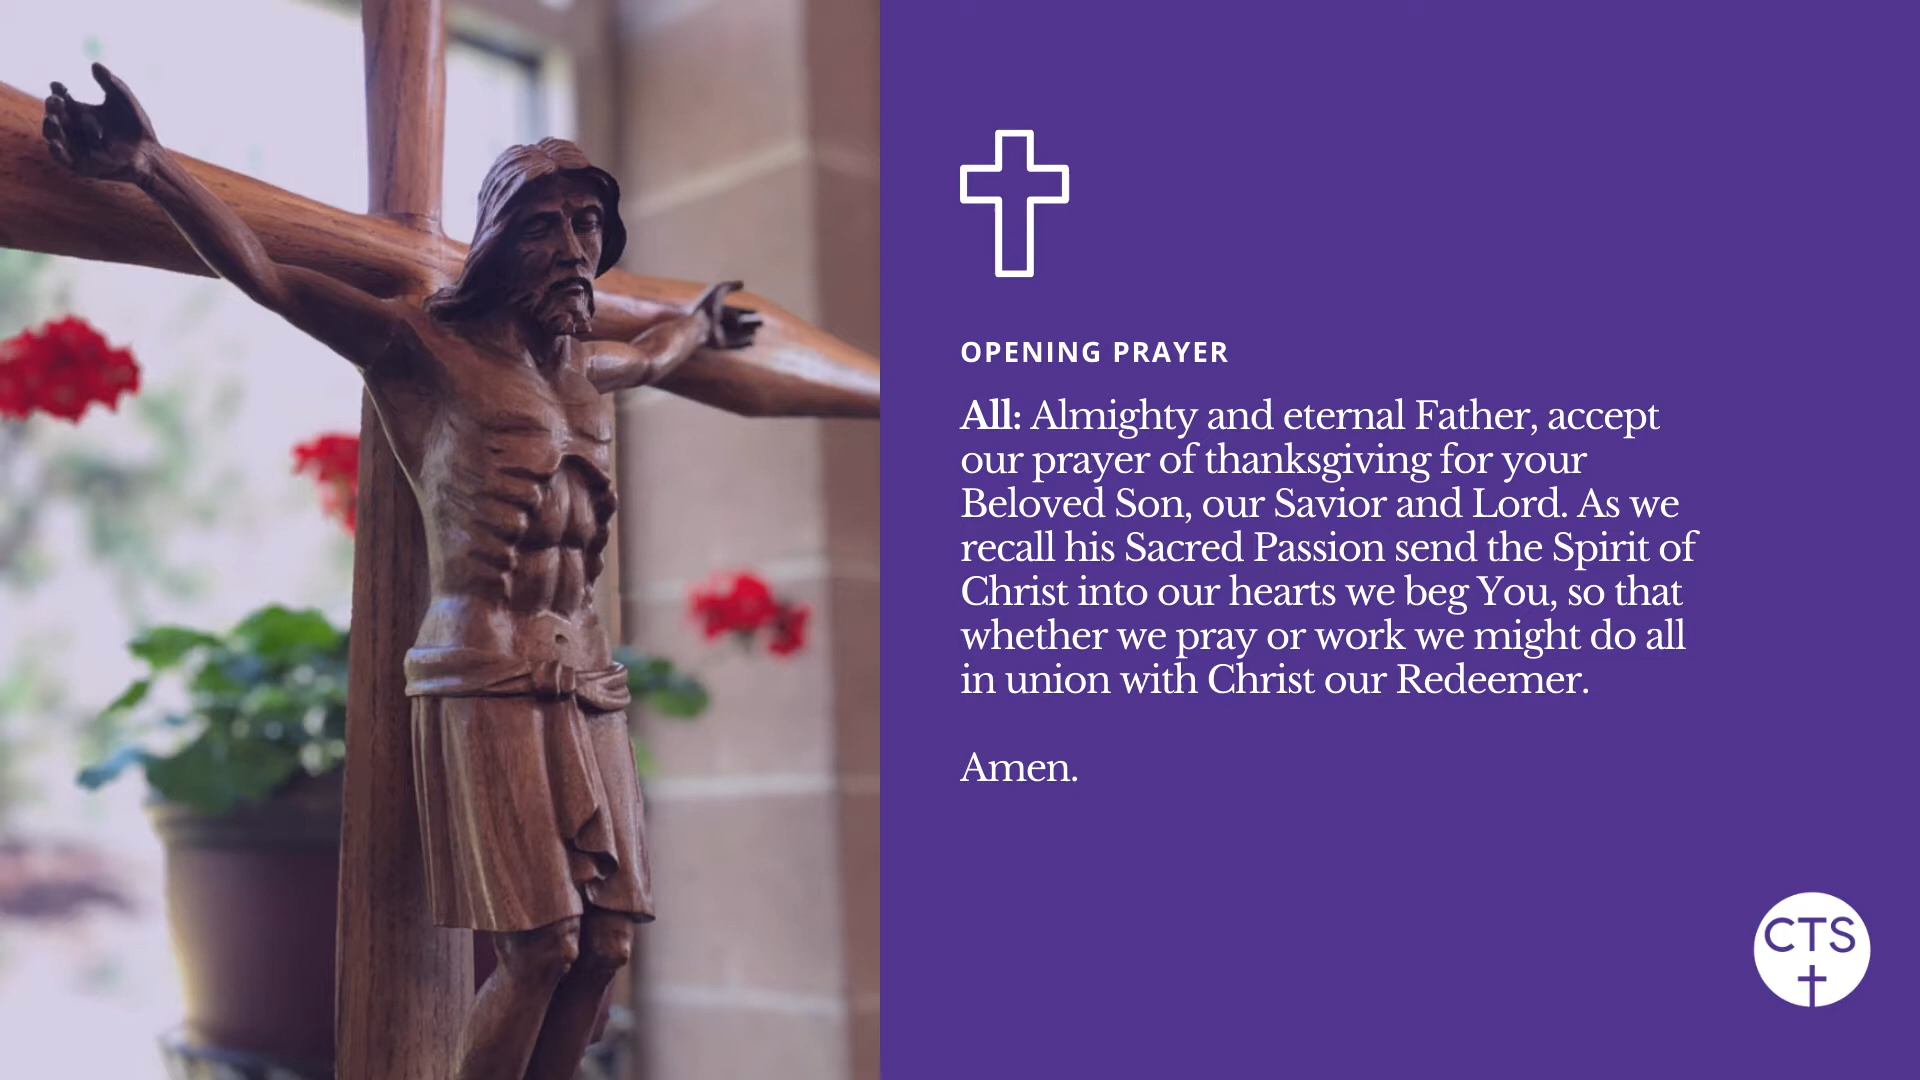 OPENING PRAYER
All: Almighty and eternal Father, accept
our prayer of thanksgiving for your
Beloved Son, our Savior and Lord. As we
recall his Sacred Passion send the Spirit of
Christ into our hearts we beg You, so that
whether we pray or work we might do all
in union with Christ our Redeemer.
Amen.
CTS